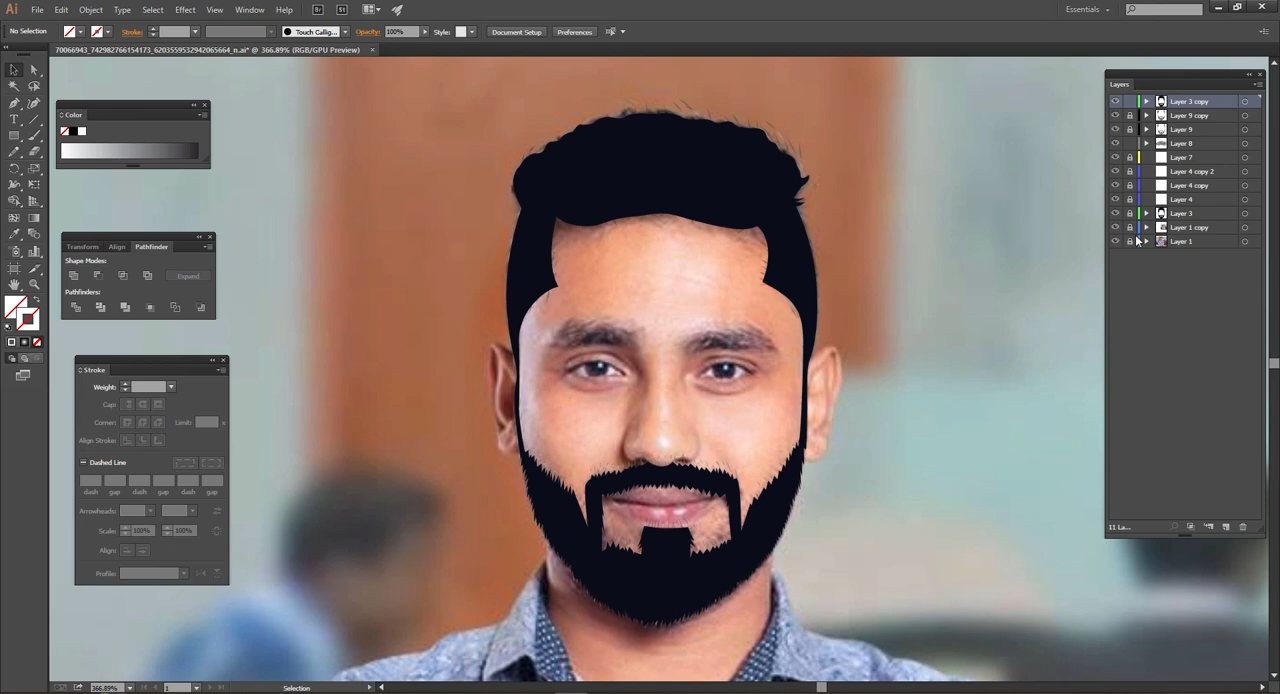 Ai File Edit Object Type Select Effect View Window Help Br St Essentials
No Selection Stroke: Touch Callig... Opacity: 100% Style: Document Setup Preferences
70066943_742982766154173_6203559532942065664_n.ai* @ 366.89% (RGB/GPU Preview) ×
Color
Transform Align Pathfinder
Shape Modes:
Expand
Pathfinders:
Stroke
Weight:
Cap:
Corner: Limit: x
Align Stroke:
Dashed Line
dash gap dash gap dash gap
Arrowheads:
Scale: 100% 100%
Align:
Profile:
Layers
Layer 3 copy
Layer 9 copy
Layer 9
Layer 8
Layer 7
Layer 4 copy 2
Layer 4 copy
Layer 4
Layer 3
Layer 1 copy
Layer 1
11 La...
366.89% 1 Selection